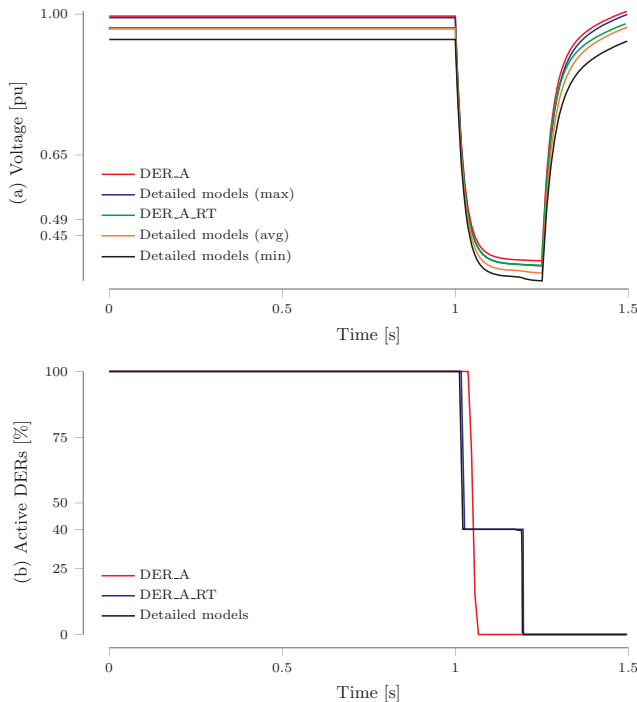 1.00
0.65
0.49
0.45
(a) Voltage [pu]
DER_A
Detailed models (max)
DER_A_RT
Detailed models (avg)
Detailed models (min)
0
0.5
1
1.5
Time [s]
100
75
50
40
25
0
(b) Active DERs [%]
DER_A
DER_A_RT
Detailed models
0
0.5
1
1.5
Time [s]